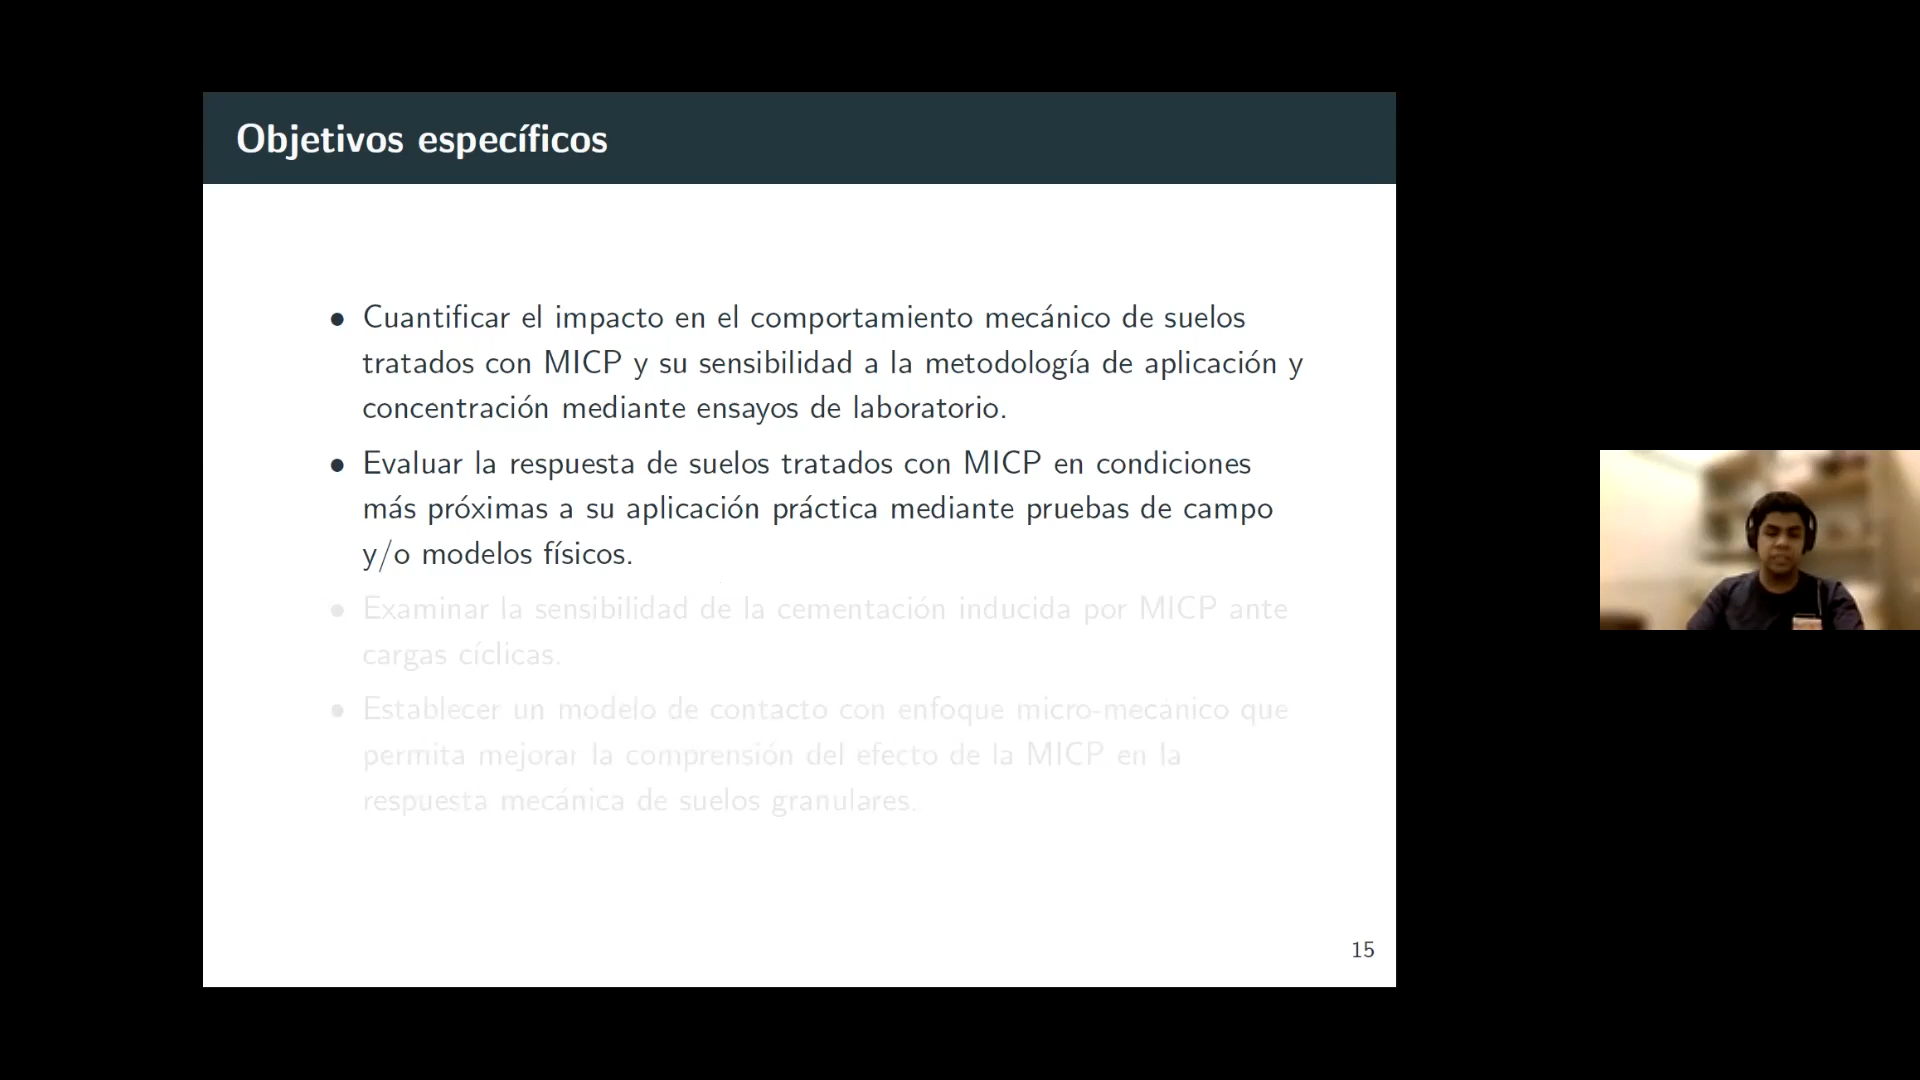 Objetivos específicos
• Cuantificar el impacto en el comportamiento mecánico de suelos
tratados con MICP y su sensibilidad a la metodología de aplicación y
concentración mediante ensayos de laboratorio.
• Evaluar la respuesta de suelos tratados con MICP en condiciones
más próximas a su aplicación práctica mediante pruebas de campo
y/o modelos físicos.
• Examinar la sensibilidad de la cementación inducida por MICP ante
cargas cíclicas.
• Establecer un modelo de contacto con enfoque micro-mecánico que
permita mejorar la comprensión del efecto de la MICP en la
respuesta mecánica de suelos granulares.
15